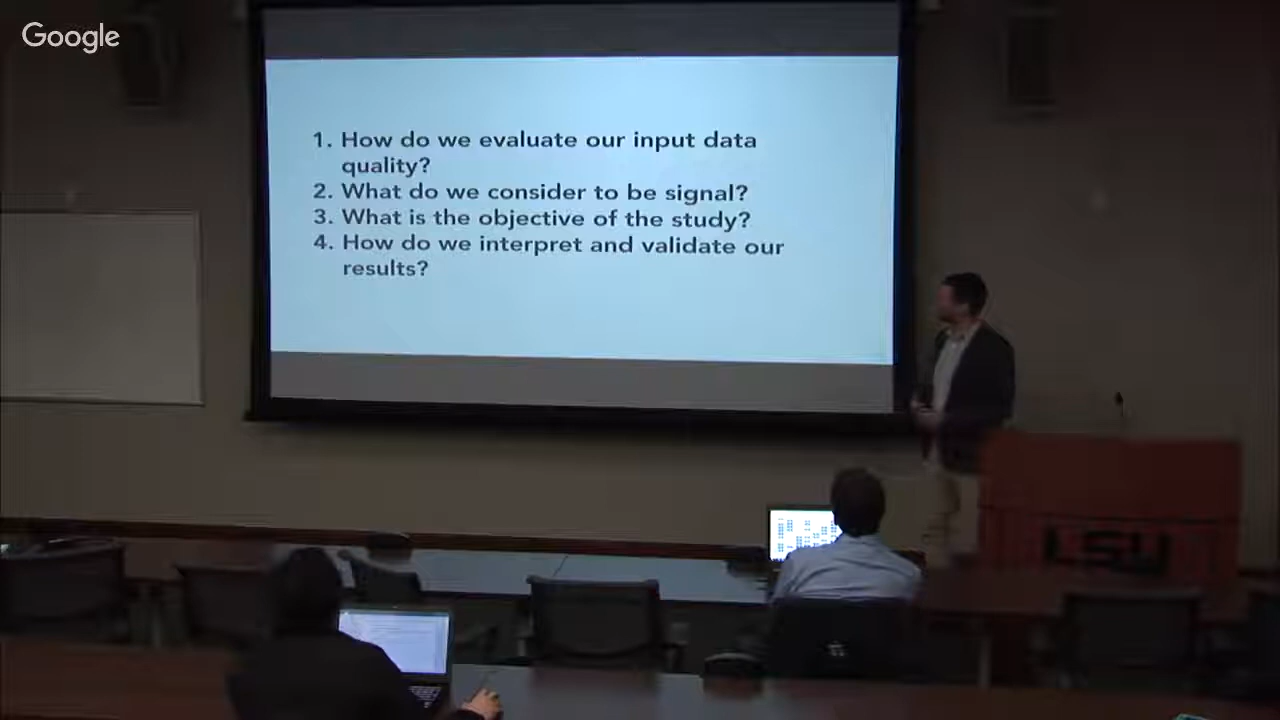 Google
1. How do we evaluate our input data
quality?
2. What do we consider to be signal?
3. What is the objective of the study?
4. How do we interpret and validate our
results?
LSU